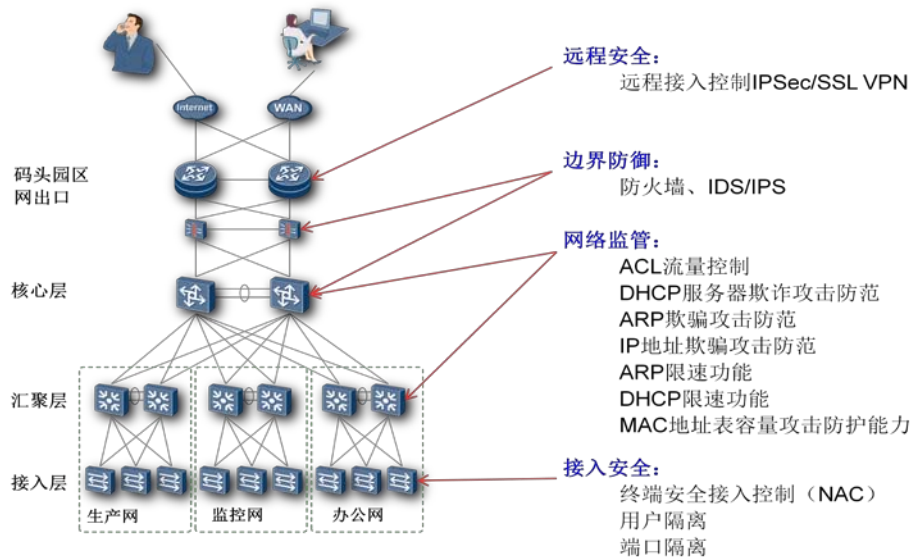 Internet
WAN
码头园区
网出口
核心层
汇聚层
接入层
生产网
监控网
办公网
远程安全：
远程接入控制IPSec/SSL VPN
边界防御：
防火墙、IDS/IPS
网络监管：
ACL流量控制
DHCP服务器欺诈攻击防范
ARP欺骗攻击防范
IP地址欺骗攻击防范
ARP限速功能
DHCP限速功能
MAC地址表容量攻击防护能力
接入安全：
终端安全接入控制（NAC）
用户隔离
端口隔离